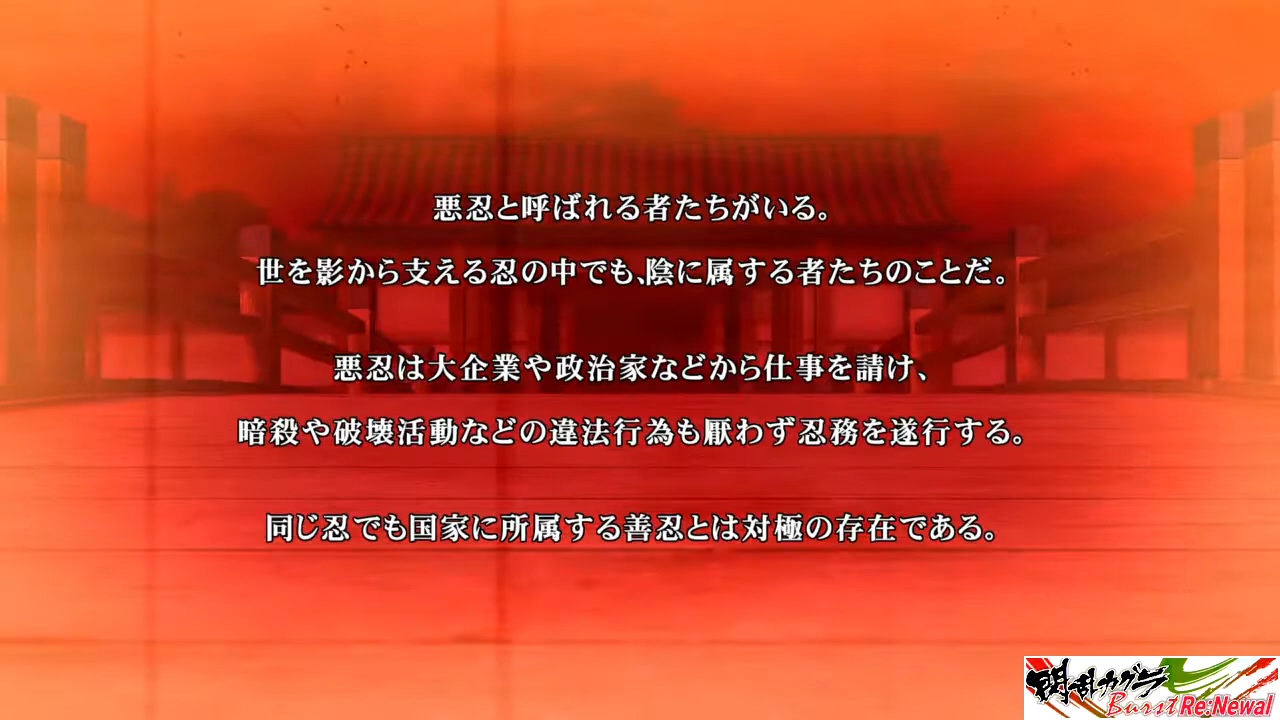 悪忍と呼ばれる者たちがいる。
世を影から支える忍の中でも、陰に属する者たちのことだ。
悪忍は大企業や政治家などから仕事を請け、
暗殺や破壊活動などの違法行為も厭わず忍務を遂行する。
同じ忍でも国家に所属する善忍とは対極の存在である。
閃乱カグラ
Burst Re:Newal